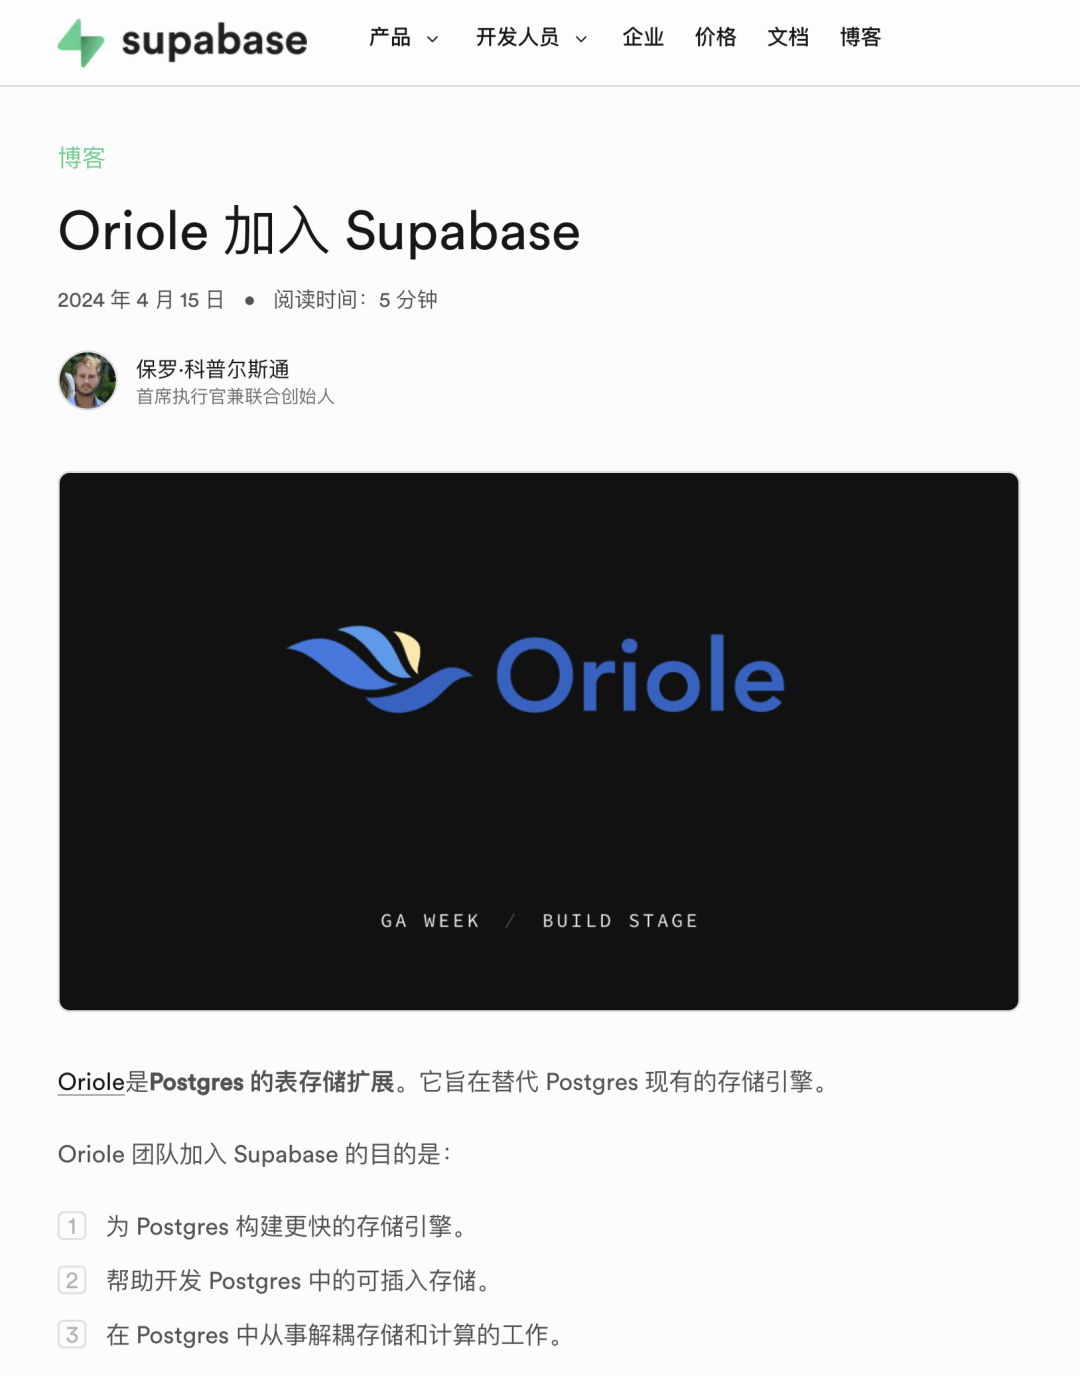 supabase 产品 开发人员 企业 价格 文档 博客
博客
Oriole 加入 Supabase
2024 年 4 月 15 日 • 阅读时间：5 分钟
保罗·科普尔斯通
首席执行官兼联合创始人
Oriole
GA WEEK / BUILD STAGE
Oriole是Postgres 的表存储扩展。它旨在替代 Postgres 现有的存储引擎。
Oriole 团队加入 Supabase 的目的是：
1 为 Postgres 构建更快的存储引擎。
2 帮助开发 Postgres 中的可插入存储。
3 在 Postgres 中从事解耦存储和计算的工作。